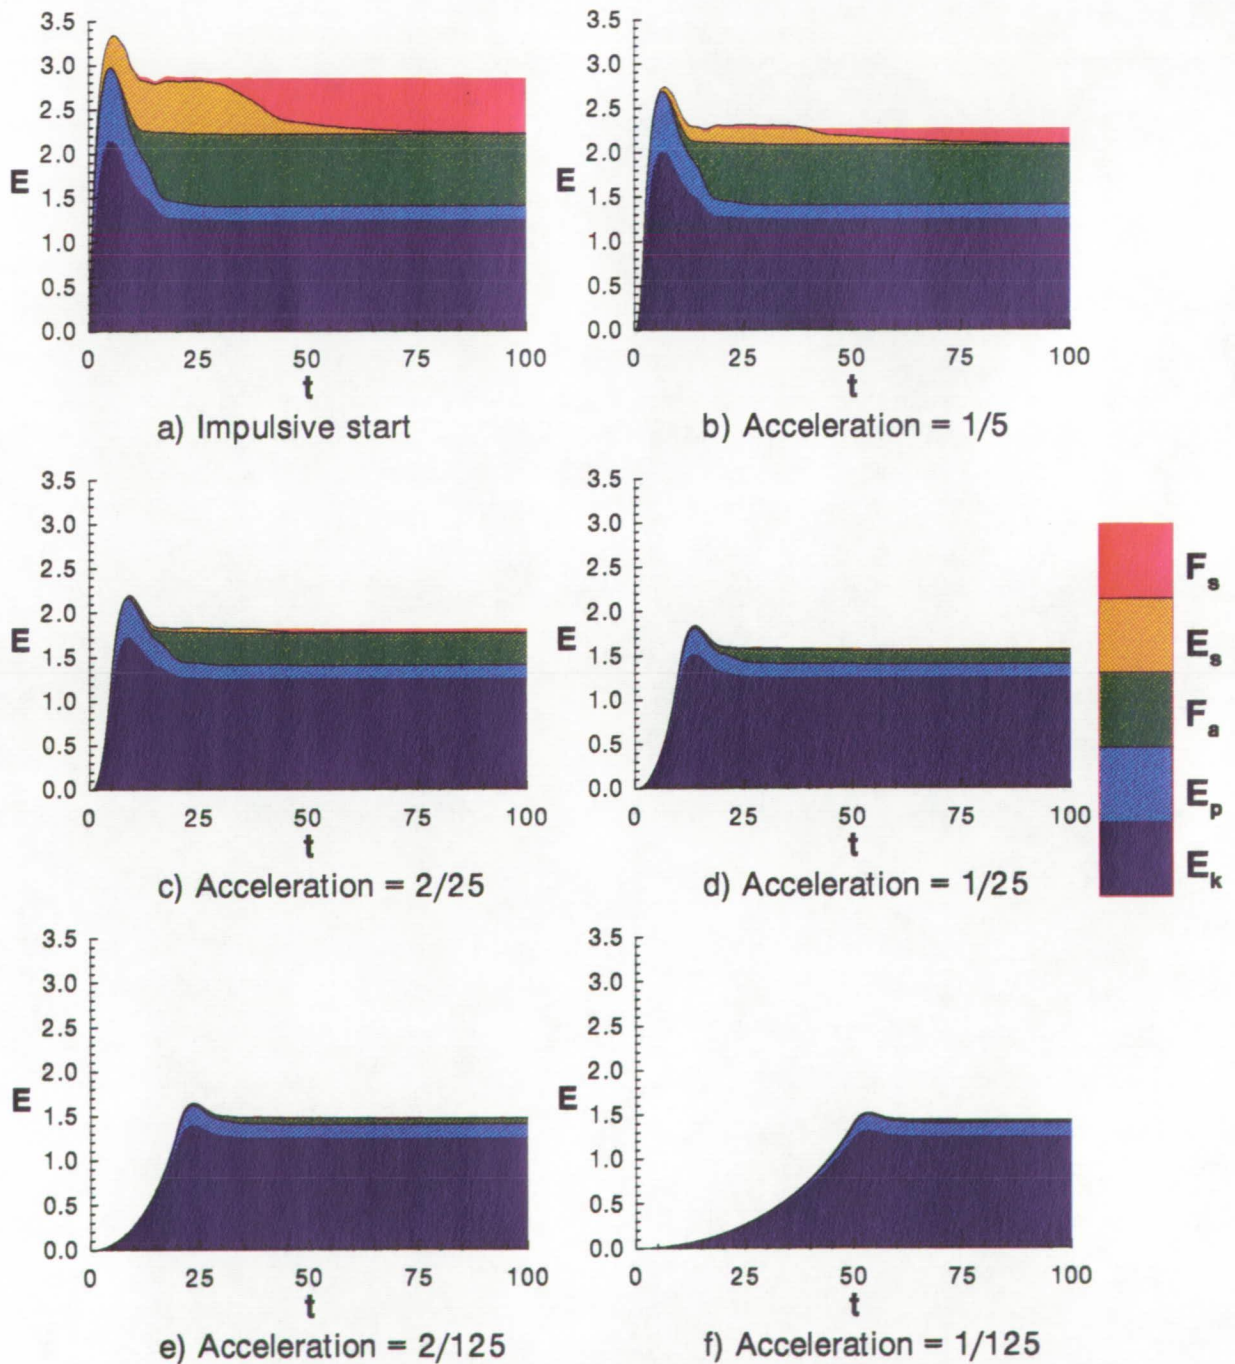 3.5
3.0
2.5
2.0
1.5
1.0
0.5
0.0
E
0 25 50 75 100
t
a) Impulsive start
3.5
3.0
2.5
2.0
1.5
1.0
0.5
0.0
E
0 25 50 75 100
t
b) Acceleration = 1/5
3.5
3.0
2.5
2.0
1.5
1.0
0.5
0.0
E
0 25 50 75 100
t
c) Acceleration = 2/25
3.5
3.0
2.5
2.0
1.5
1.0
0.5
0.0
E
0 25 50 75 100
t
d) Acceleration = 1/25
F_s
E_s
F_a
E_p
E_k
3.5
3.0
2.5
2.0
1.5
1.0
0.5
0.0
E
0 25 50 75 100
t
e) Acceleration = 2/125
3.5
3.0
2.5
2.0
1.5
1.0
0.5
0.0
E
0 25 50 75 100
t
f) Acceleration = 1/125